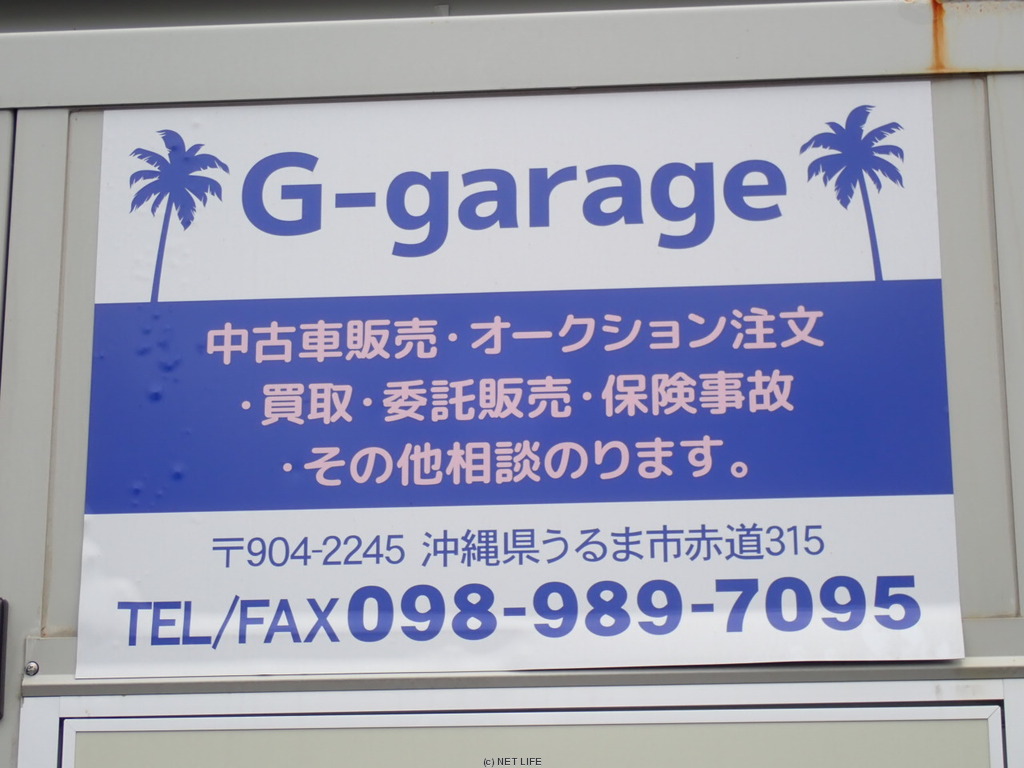 G-garage
中古車販売・オークション注文
・買取・委託販売・保険事故
・その他相談のります。
〒904-2245 沖縄県うるま市赤道315
TEL/FAX098-989-7095
(c) NET LIFE